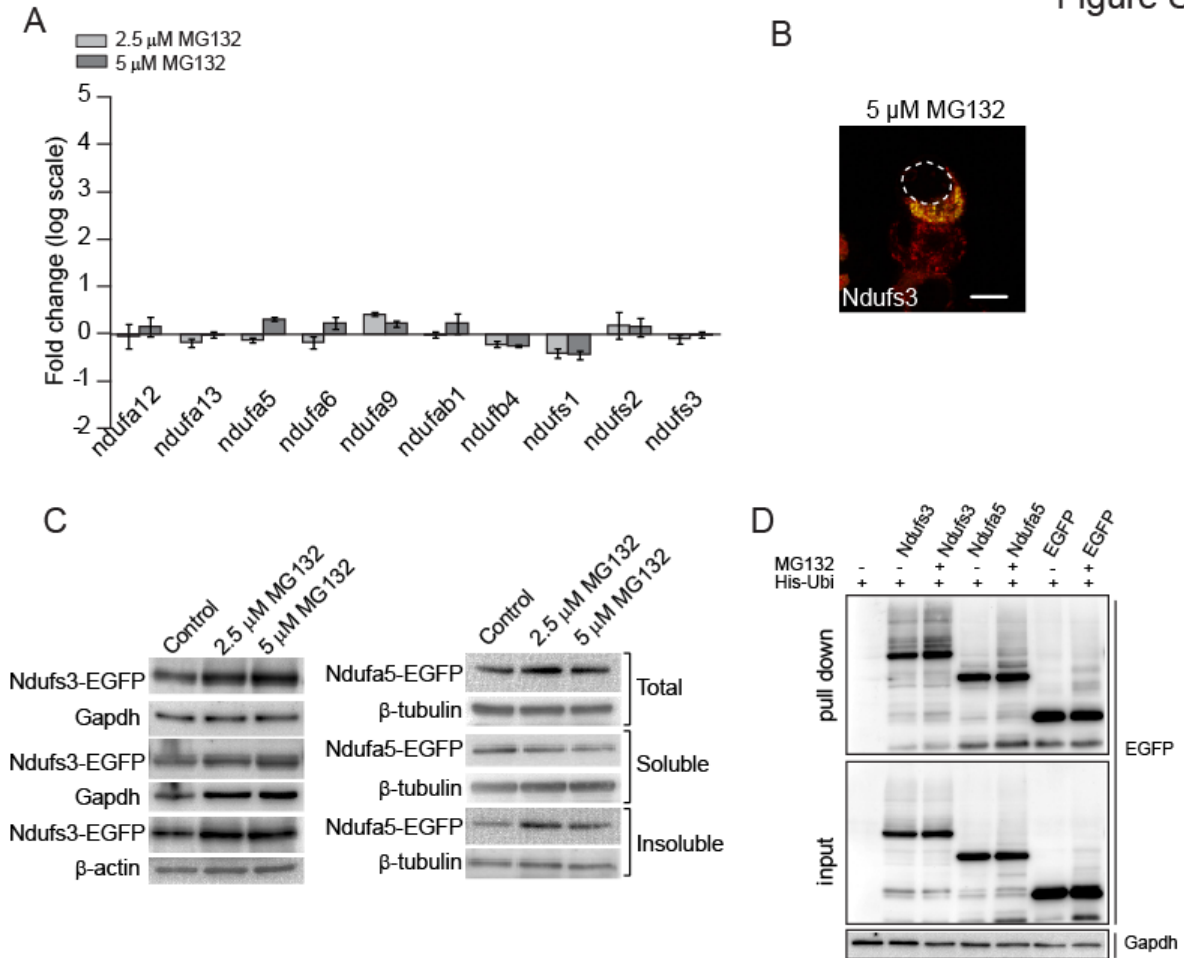 Figure
A
2.5 µM MG132
5 µM MG132
Fold change (log scale)
5
4
3
2
1
0
-1
-2
ndufa12
ndufa13
ndufa5
ndufa6
ndufa9
ndufab1
ndufb4
ndufs1
ndufs2
ndufs3
B
5 µM MG132
Ndufs3
C
Control
2.5 µM MG132
5 µM MG132
Ndufs3-EGFP
Gapdh
Ndufs3-EGFP
Gapdh
Ndufs3-EGFP
β-actin
Control
2.5 µM MG132
5 µM MG132
Ndufa5-EGFP
β-tubulin
Total
Ndufa5-EGFP
β-tubulin
Soluble
Ndufa5-EGFP
β-tubulin
Insoluble
D
Ndufs3
Ndufs3
Ndufa5
Ndufa5
EGFP
EGFP
MG132 - - + - + - +
His-Ubi + + + + + + +
pull down
input
EGFP
Gapdh